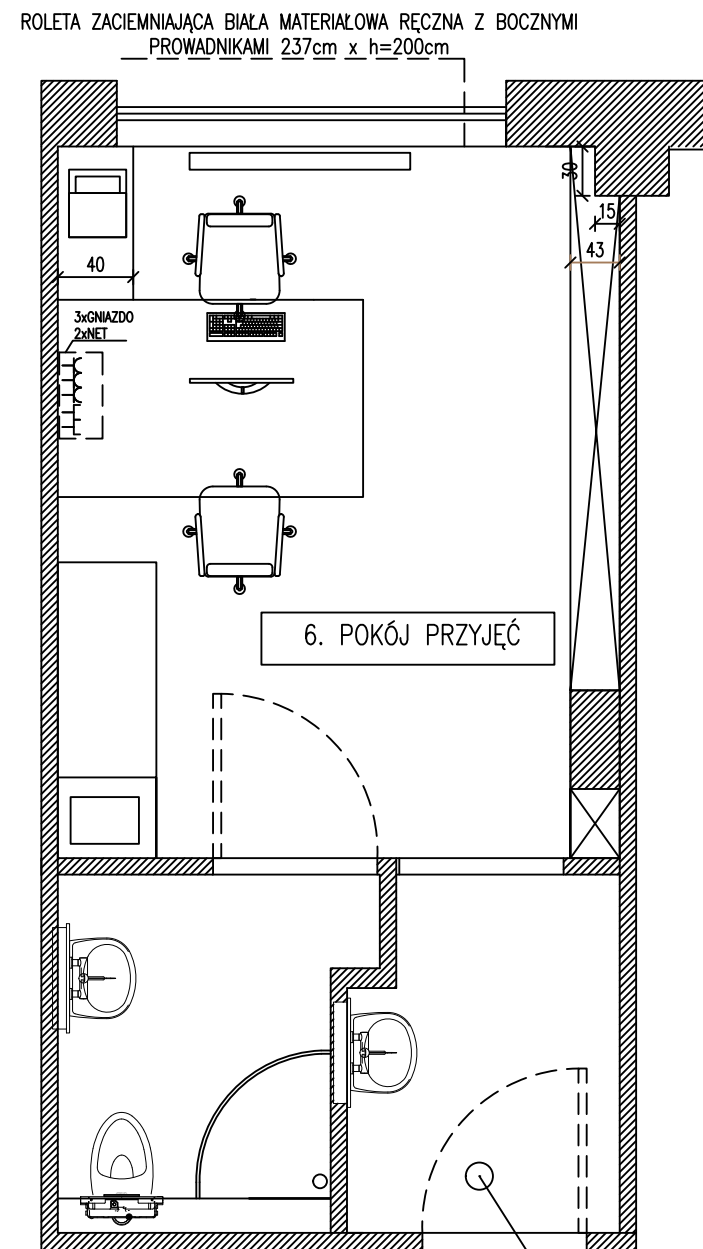 ROLETA ZACIEMNIAJĄCA BIAŁA MATERIAŁOWA RĘCZNA Z BOCZNYMI
PROWADNIKAMI 237cm x h=200cm
30
15
43
40
3xGNIAZDO
2xNET
6. POKÓJ PRZYJĘĆ